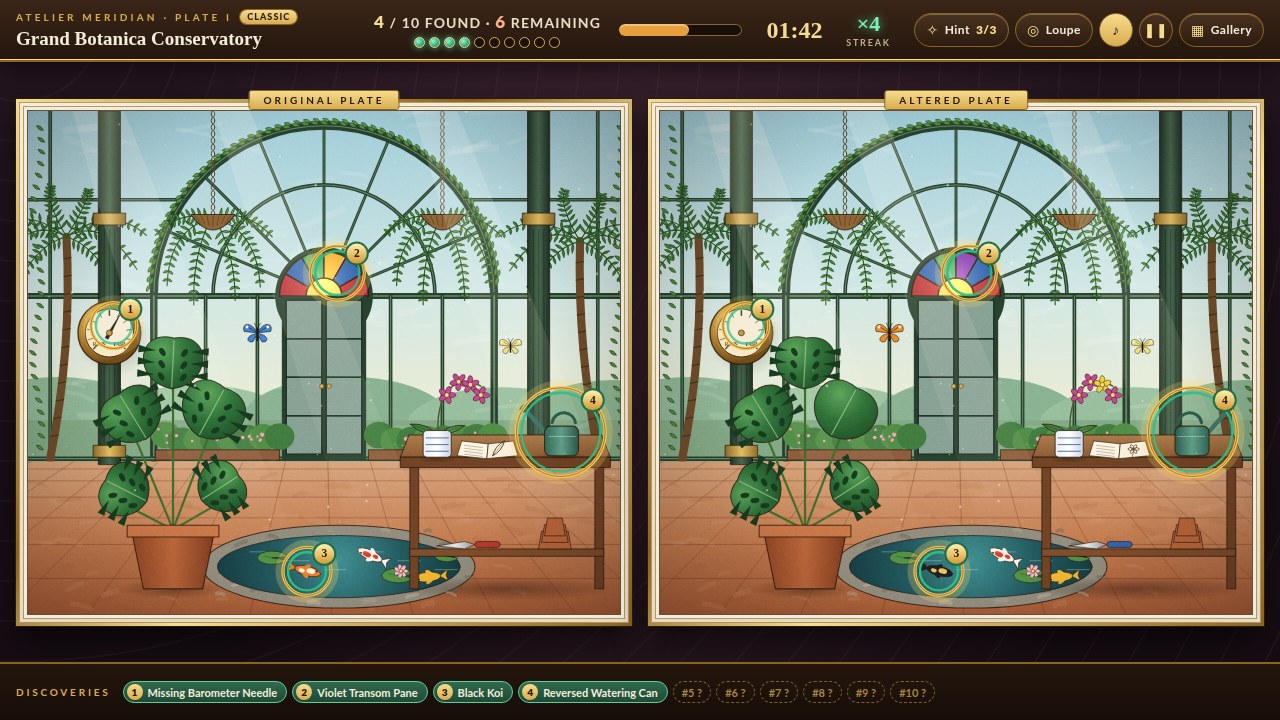 ATELIER MERIDIAN · PLATE I CLASSIC
Grand Botanica Conservatory
4 / 10 FOUND · 6 REMAINING
01:42
×4
STREAK
Hint 3/3
Loupe
Gallery
ORIGINAL PLATE
ALTERED PLATE
1
2
3
4
1
2
3
4
DISCOVERIES
1 Missing Barometer Needle
2 Violet Transom Pane
3 Black Koi
4 Reversed Watering Can
#5 ?
#6 ?
#7 ?
#8 ?
#9 ?
#10 ?